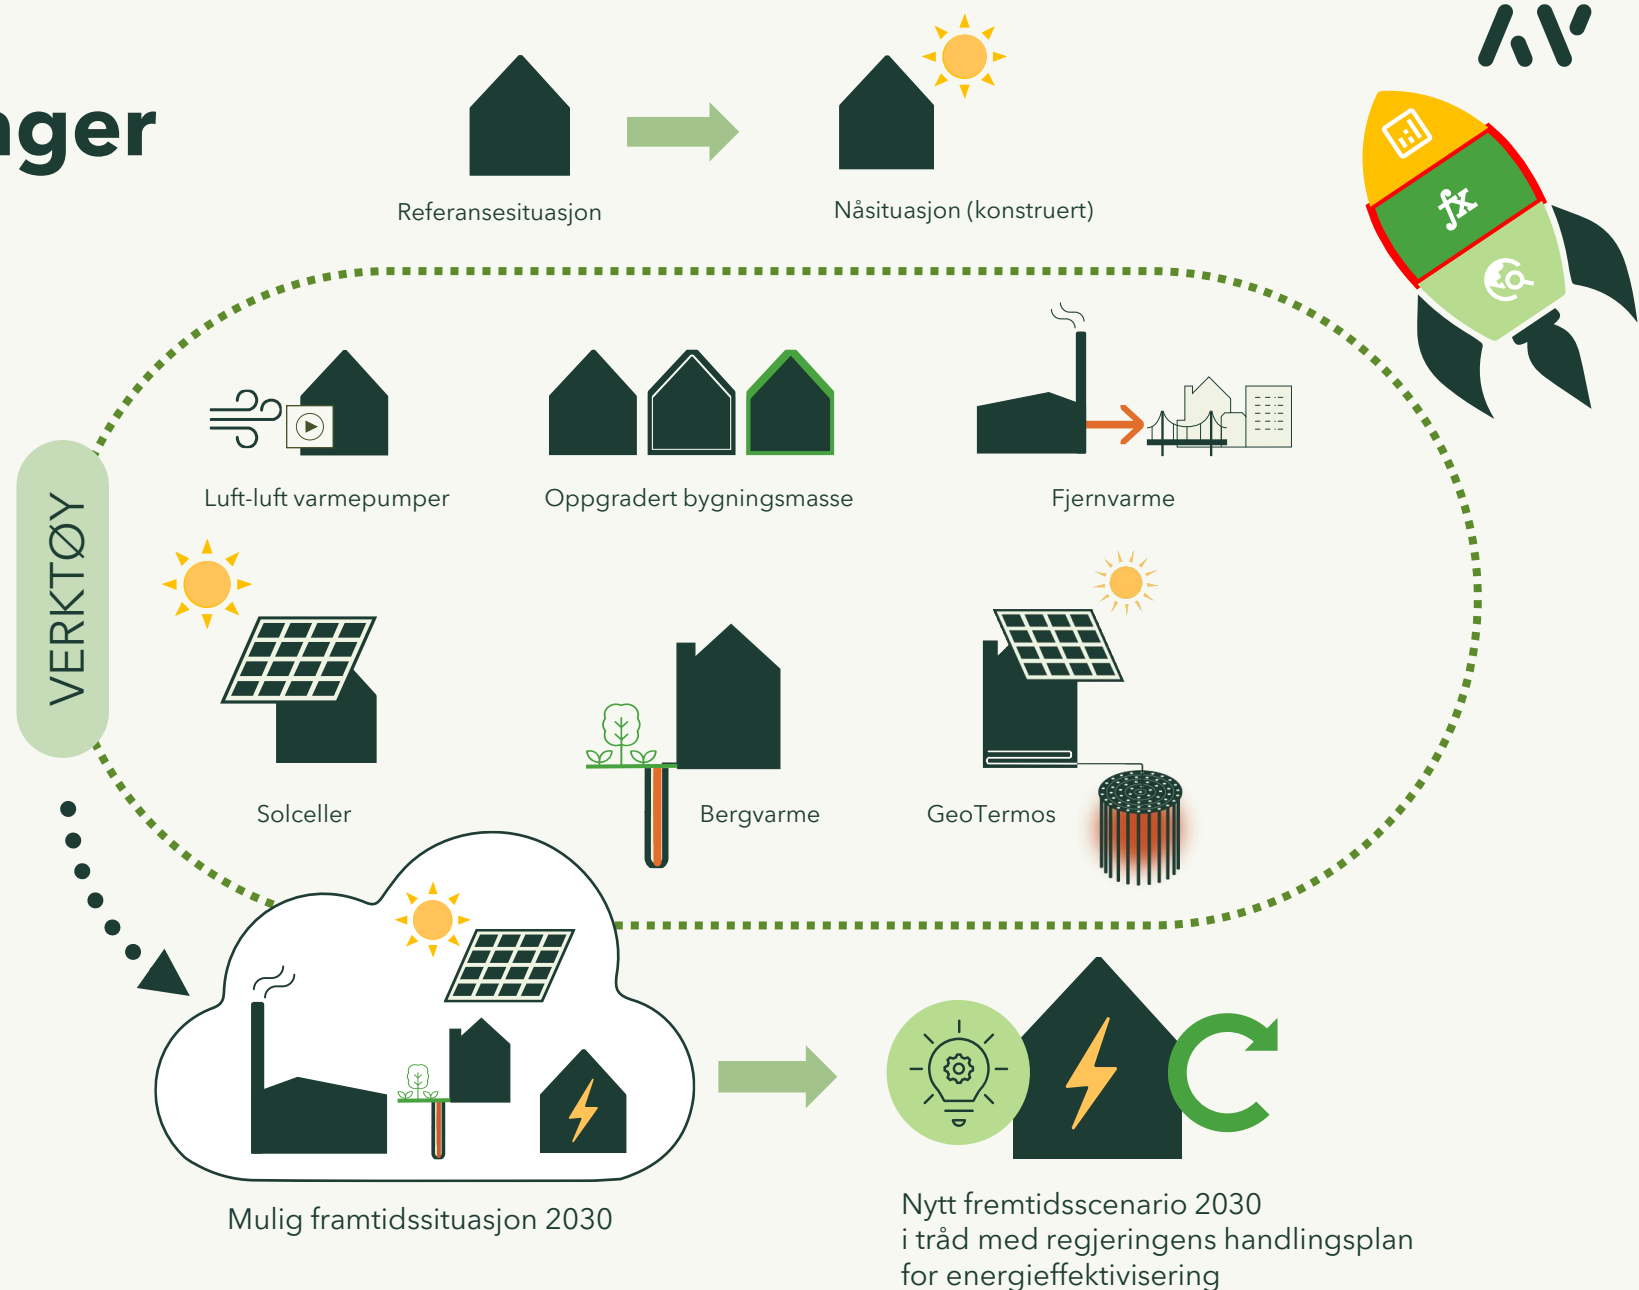 nger
Referansesituasjon
Nåsituasjon (konstruert)
fx
Luft-luft varmepumper
Oppgradert bygningsmasse
Fjernvarme
VERKTØY
Solceller
Bergvarme
GeoTermos
Mulig framtidssituasjon 2030
Nytt fremtidsscenario 2030
i tråd med regjeringens handlingsplan
for energieffektivisering